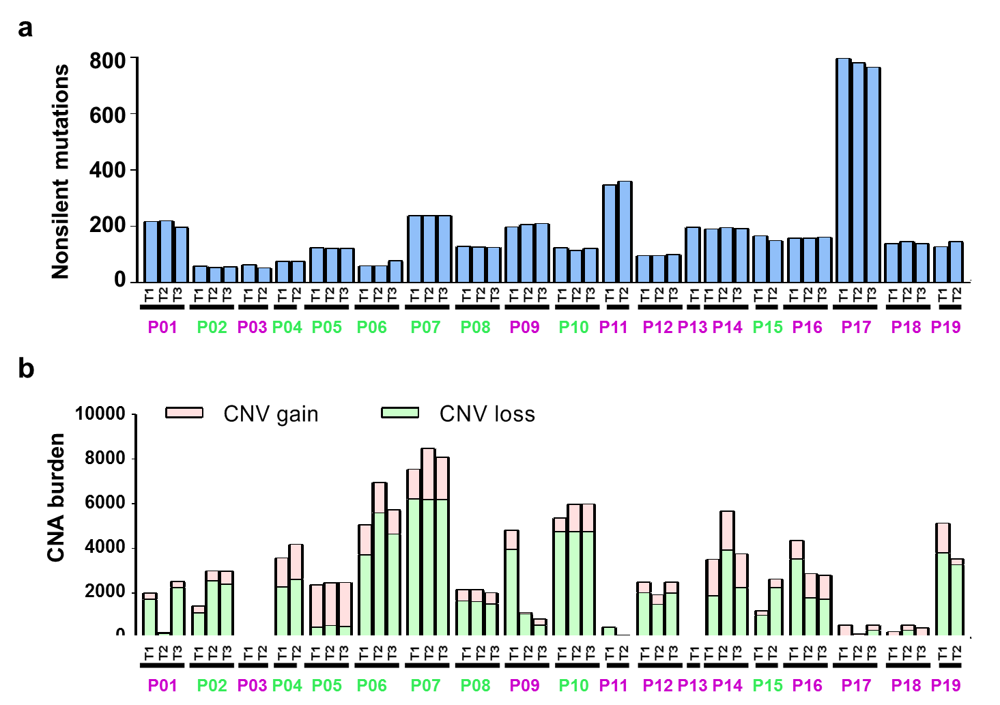 a
Nonsilent mutations
800
600
400
200
0
T1 T2 T3 T1 T2 T3 T1 T2 T1 T2 T1 T2 T3 T1 T2 T3 T1 T2 T3 T1 T2 T3 T1 T2 T3 T1 T2 T3 T1 T2 T1 T2 T3 T1 T1 T2 T3 T1 T2 T1 T2 T3 T1 T2 T3 T1 T2 T3 T1 T2
P01 P02 P03 P04 P05 P06 P07 P08 P09 P10 P11 P12 P13 P14 P15 P16 P17 P18 P19
b
CNV gain CNV loss
CNA burden
10000
8000
6000
4000
2000
0
T1 T2 T3 T1 T2 T3 T1 T2 T1 T2 T1 T2 T3 T1 T2 T3 T1 T2 T3 T1 T2 T3 T1 T2 T3 T1 T2 T3 T1 T2 T1 T2 T3 T1 T1 T2 T3 T1 T2 T1 T2 T3 T1 T2 T3 T1 T2 T3 T1 T2
P01 P02 P03 P04 P05 P06 P07 P08 P09 P10 P11 P12 P13 P14 P15 P16 P17 P18 P19